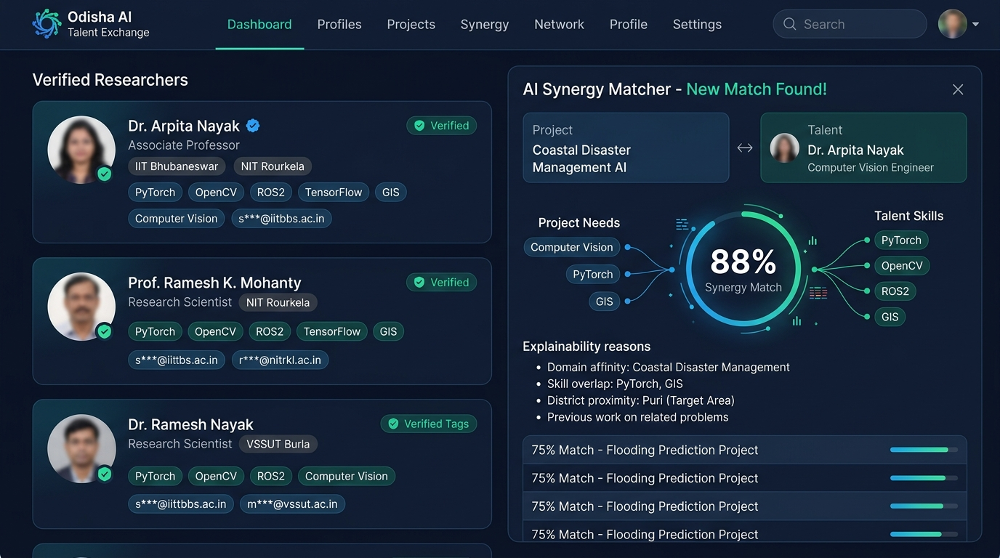 Odisha AI
Talent Exchange
Dashboard Profiles Projects Synergy Network Profile Settings
Search
Verified Researchers
Dr. Arpita Nayak
Verified
Associate Professor
IIT Bhubaneswar NIT Rourkela
PyTorch OpenCV ROS2 TensorFlow GIS
Computer Vision s***@iitbbs.ac.in
Prof. Ramesh K. Mohanty
Verified
Research Scientist NIT Rourkela
PyTorch OpenCV ROS2 TensorFlow GIS
s***@iittbs.ac.in r***@nitrkl.ac.in
Dr. Ramesh Nayak
Verified Tags
Research Scientist VSSUT Burla
PyTorch OpenCV ROS2 Computer Vision
s***@iittbbs.ac.in m***@vssut.ac.in
AI Synergy Matcher - New Match Found!
Project
Coastal Disaster
Management AI
Talent
Dr. Arpita Nayak
Computer Vision Engineer
Project Needs
Computer Vision
PyTorch
GIS
88%
Synergy Match
Talent Skills
PyTorch
OpenCV
ROS2
GIS
Explainability reasons
• Domain affinity: Coastal Disaster Management
• Skill overlap: PyTorch, GIS
• District proximity: Puri (Target Area)
• Previous work on related problems
75% Match - Flooding Prediction Project
75% Match - Flooding Prediction Project
75% Match - Flooding Prediction Project
75% Match - Flooding Prediction Project